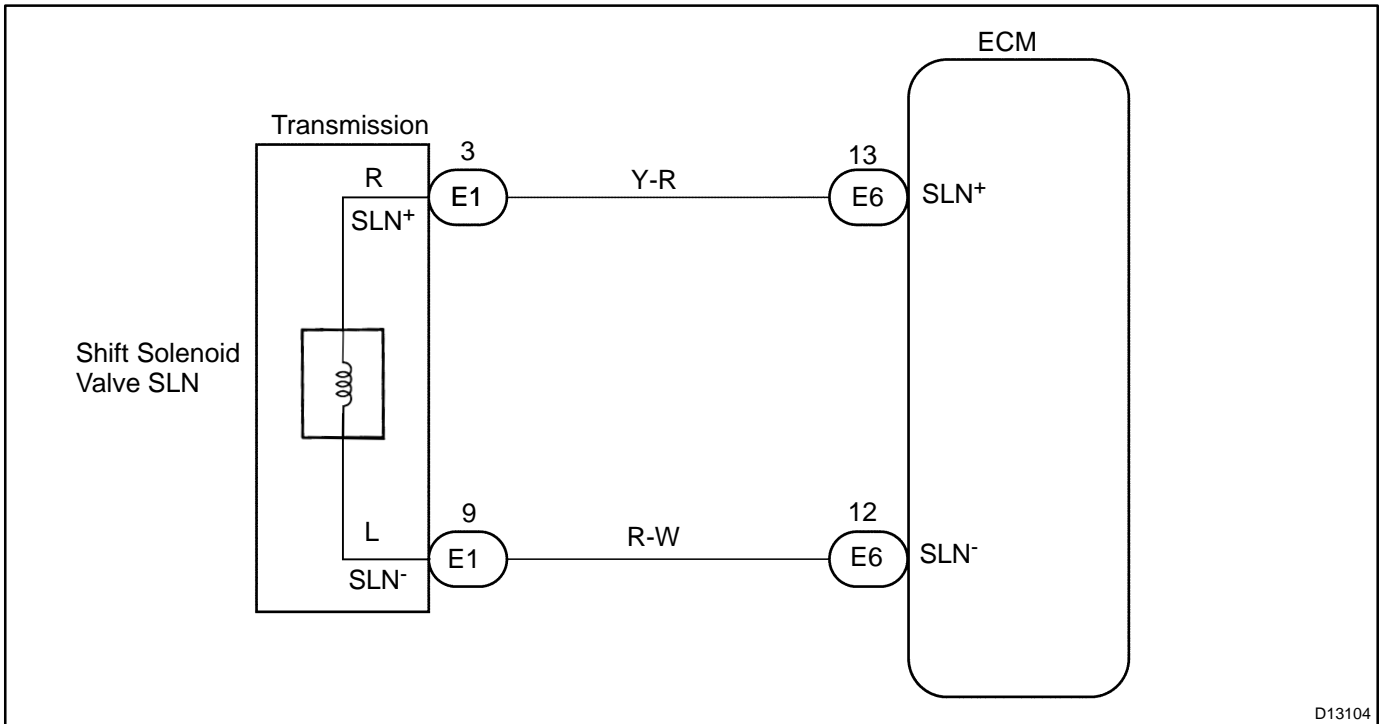 ECM
Transmission
3
13
R
Y-R
E1
E6
SLN+
SLN+
Shift Solenoid
Valve SLN
9
12
L
R-W
E1
E6
SLN-
SLN-
D13104